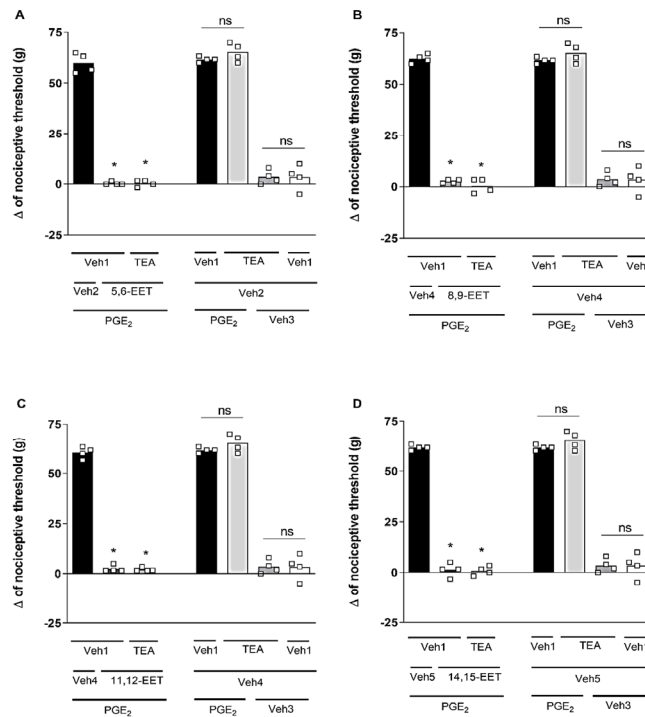 A
Δ of nociceptive threshold (g)
75
50
25
0
-25
* *
ns
ns
Veh1 TEA Veh1 TEA Veh1
Veh2 5,6-EET Veh2
PGE₂ PGE₂ Veh3
B
Δ of nociceptive threshold (g)
75
50
25
0
-25
* *
ns
ns
Veh1 TEA Veh1 TEA Veh1
Veh4 8,9-EET Veh4
PGE₂ PGE₂ Veh3
C
Δ of nociceptive threshold (g)
75
50
25
0
-25
* *
ns
ns
Veh1 TEA Veh1 TEA Veh1
Veh4 11,12-EET Veh4
PGE₂ PGE₂ Veh3
D
Δ of nociceptive threshold (g)
75
50
25
0
-25
* *
ns
ns
Veh1 TEA Veh1 TEA Veh1
Veh5 14,15-EET Veh5
PGE₂ PGE₂ Veh3